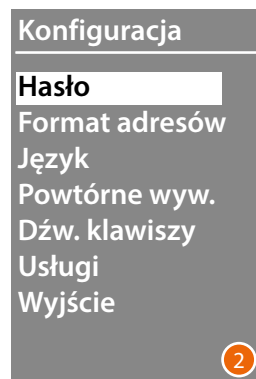 Konfiguracja
Hasło
Format adresów
Język
Powtórne wyw.
Dźw. klawiszy
Usługi
Wyjście
2